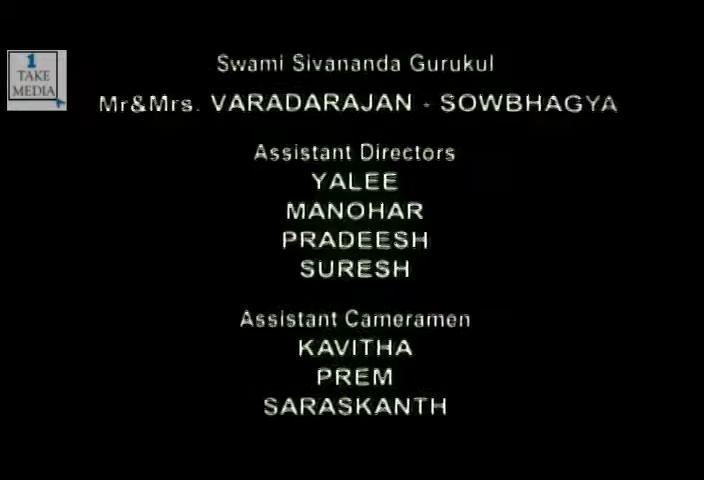 1
TAKE
MEDIA
Swami Sivananda Gurukul
Mr&Mrs. VARADARAJAN - SOWBHAGYA
Assistant Directors
YALEE
MANOHAR
PRADEESH
SURESH
Assistant Cameramen
KAVITHA
PREM
SARASKANTH